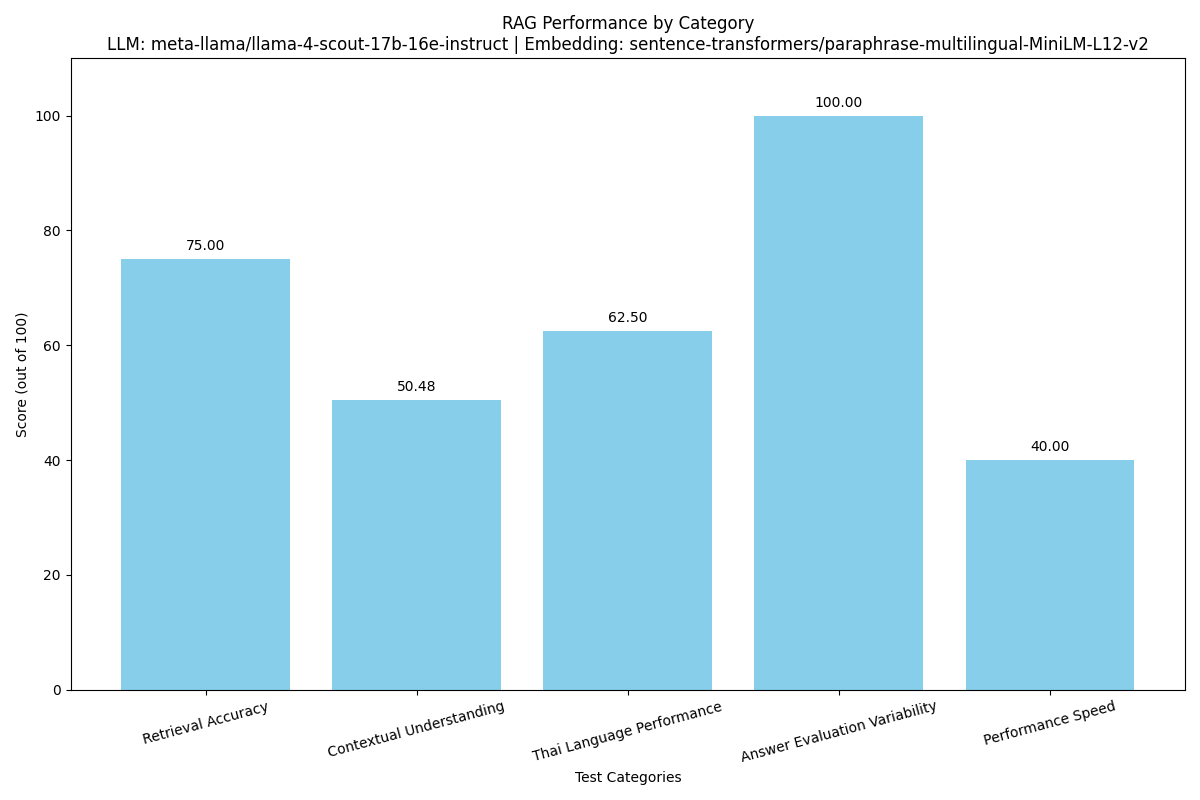 RAG Performance by Category
LLM: meta-llama/llama-4-scout-17b-16e-instruct | Embedding: sentence-transformers/paraphrase-multilingual-MiniLM-L12-v2
Score (out of 100)
100
80
60
40
20
0
75.00
50.48
62.50
100.00
40.00
Retrieval Accuracy
Contextual Understanding
Thai Language Performance
Answer Evaluation Variability
Performance Speed
Test Categories